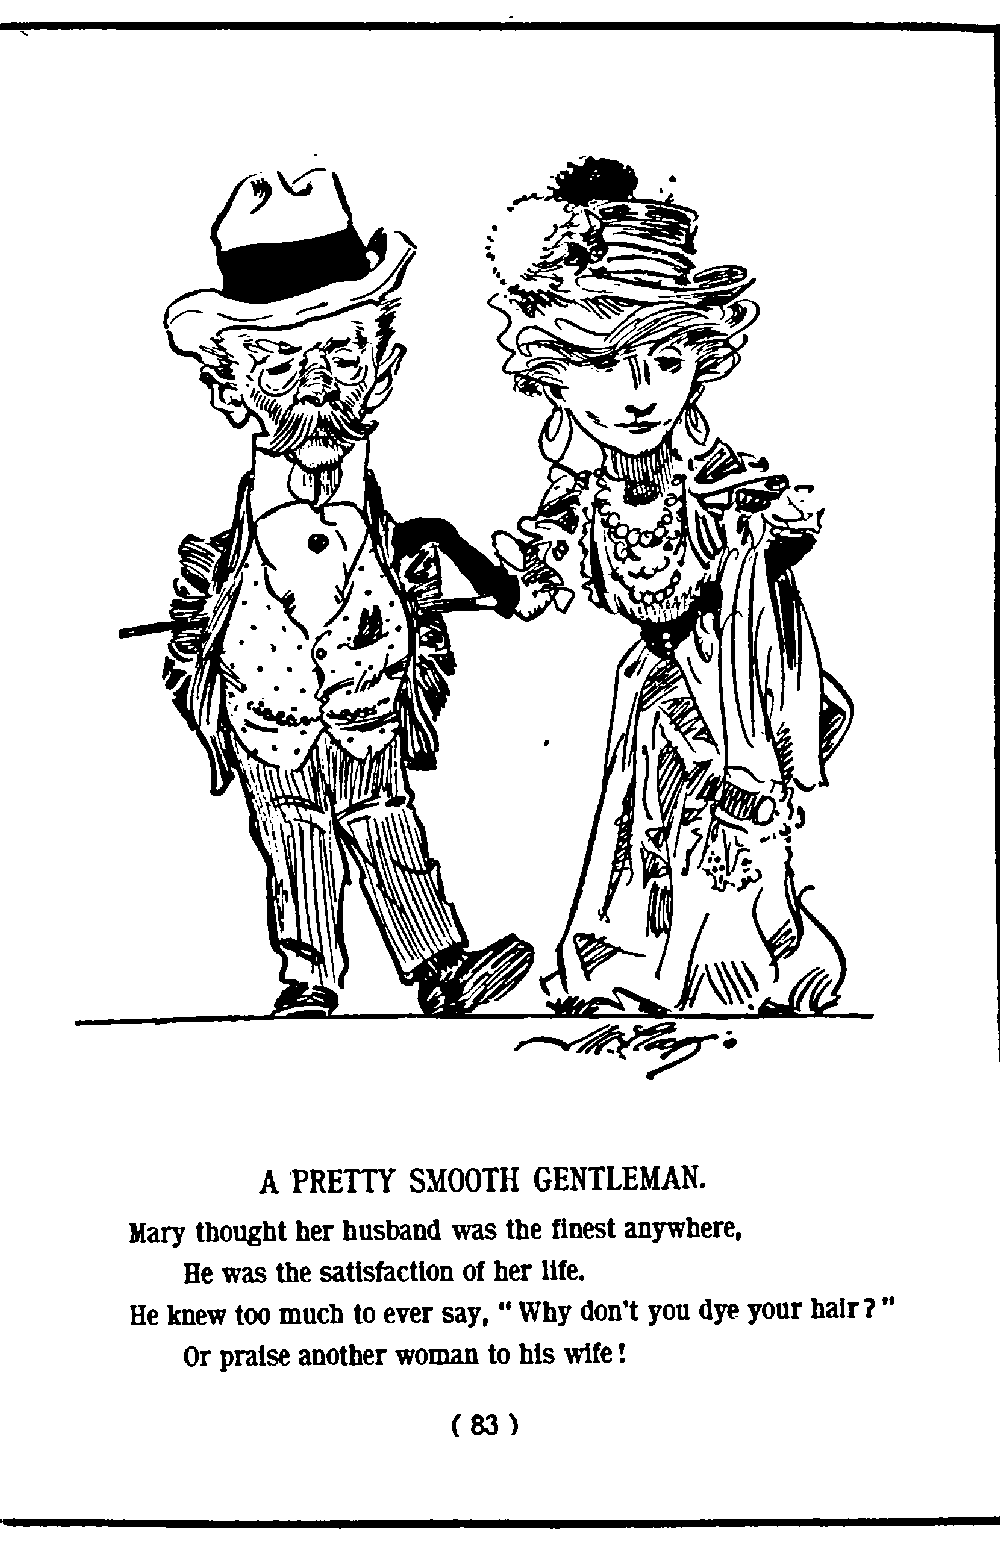 A PRETTY SMOOTH GENTLEMAN.
Mary thought her husband was the finest anywhere,
He was the satisfaction of her life.
He knew too much to ever say, "Why don't you dye your hair?"
Or praise another woman to his wife!
( 83 )